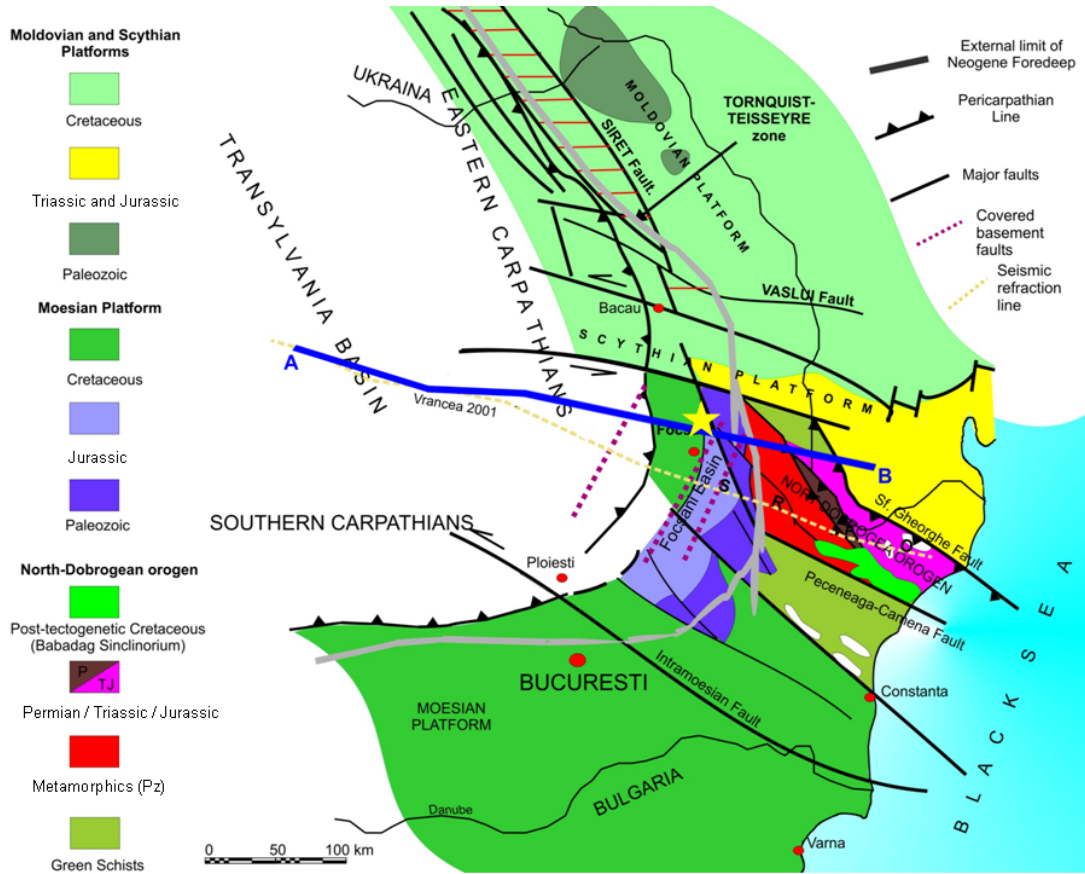 Moldovian and Scythian
Platforms
Cretaceous
Triassic and Jurassic
Paleozoic
Moesian Platform
Cretaceous
Jurassic
Paleozoic
North-Dobrogean orogen
Post-tectogenetic Cretaceous
(Babadag Sinclinorium)
P
TJ
Permian / Triassic / Jurassic
Metamorphics (Pz)
Green Schists
External limit of
Neogene Foredeep
Pericarpathian
Line
Major faults
Covered
basement
faults
Seismic
refraction
line
UKRAINA
EASTERN CARPATHIANS
TRANSYLVANIA BASIN
MOLDOVIAN PLATFORM
TORNQUIST-
TEISSEYRE
zone
SIRET Fault.
VASLUI Fault
Bacau
SCYTHIAN PLATFORM
A
Vrancea 2001
B
Focsani Basin
S
R
O
NORTH DOBROGEA OROGEN
Sf. Gheorghe Fault
Peceneaga-Camena Fault
SOUTHERN CARPATHIANS
Ploiesti
BUCURESTI
Intramoesian Fault
Constanta
MOESIAN
PLATFORM
BULGARIA
Danube
Varna
BLACK SEA
0 50 100 km